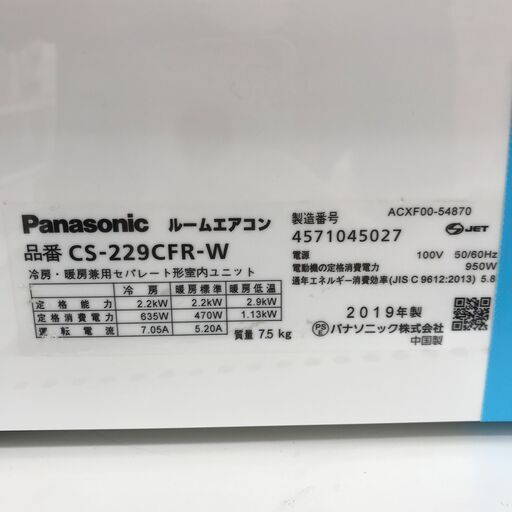 Panasonic ルームエアコン
品番 CS-229CFR-W
冷房・暖房兼用セパレート形室内ユニット
冷房 暖房標準 暖房低温
定格能力 2.2kW 2.2kW 2.9kW
定格消費電力 635W 470W 1.13kW
運転電流 7.05A 5.20A
質量 7.5 kg
ACXF00-54870
製造番号
4571045027
JET
電源 100V 50/60Hz
電動機の定格消費電力 950W
通年エネルギー消費効率(JIS C 9612:2013) 5.8
2019年製
PSE パナソニック株式会社
中国製